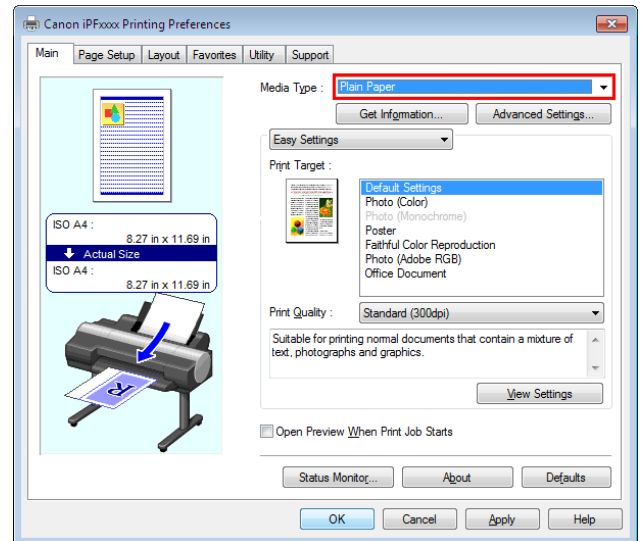 Canon iPFxxxx Printing Preferences
Main Page Setup Layout Favorites Utility Support
Media Type : Plain Paper
Get Information... Advanced Settings...
Easy Settings
Print Target :
Default Settings
Photo (Color)
Photo (Monochrome)
Poster
Faithful Color Reproduction
Photo (Adobe RGB)
Office Document
ISO A4 :
8.27 in x 11.69 in
Actual Size
ISO A4 :
8.27 in x 11.69 in
R
Print Quality : Standard (300dpi)
Suitable for printing normal documents that contain a mixture of
text, photographs and graphics.
View Settings
Open Preview When Print Job Starts
Status Monitor... About Defaults
OK Cancel Apply Help